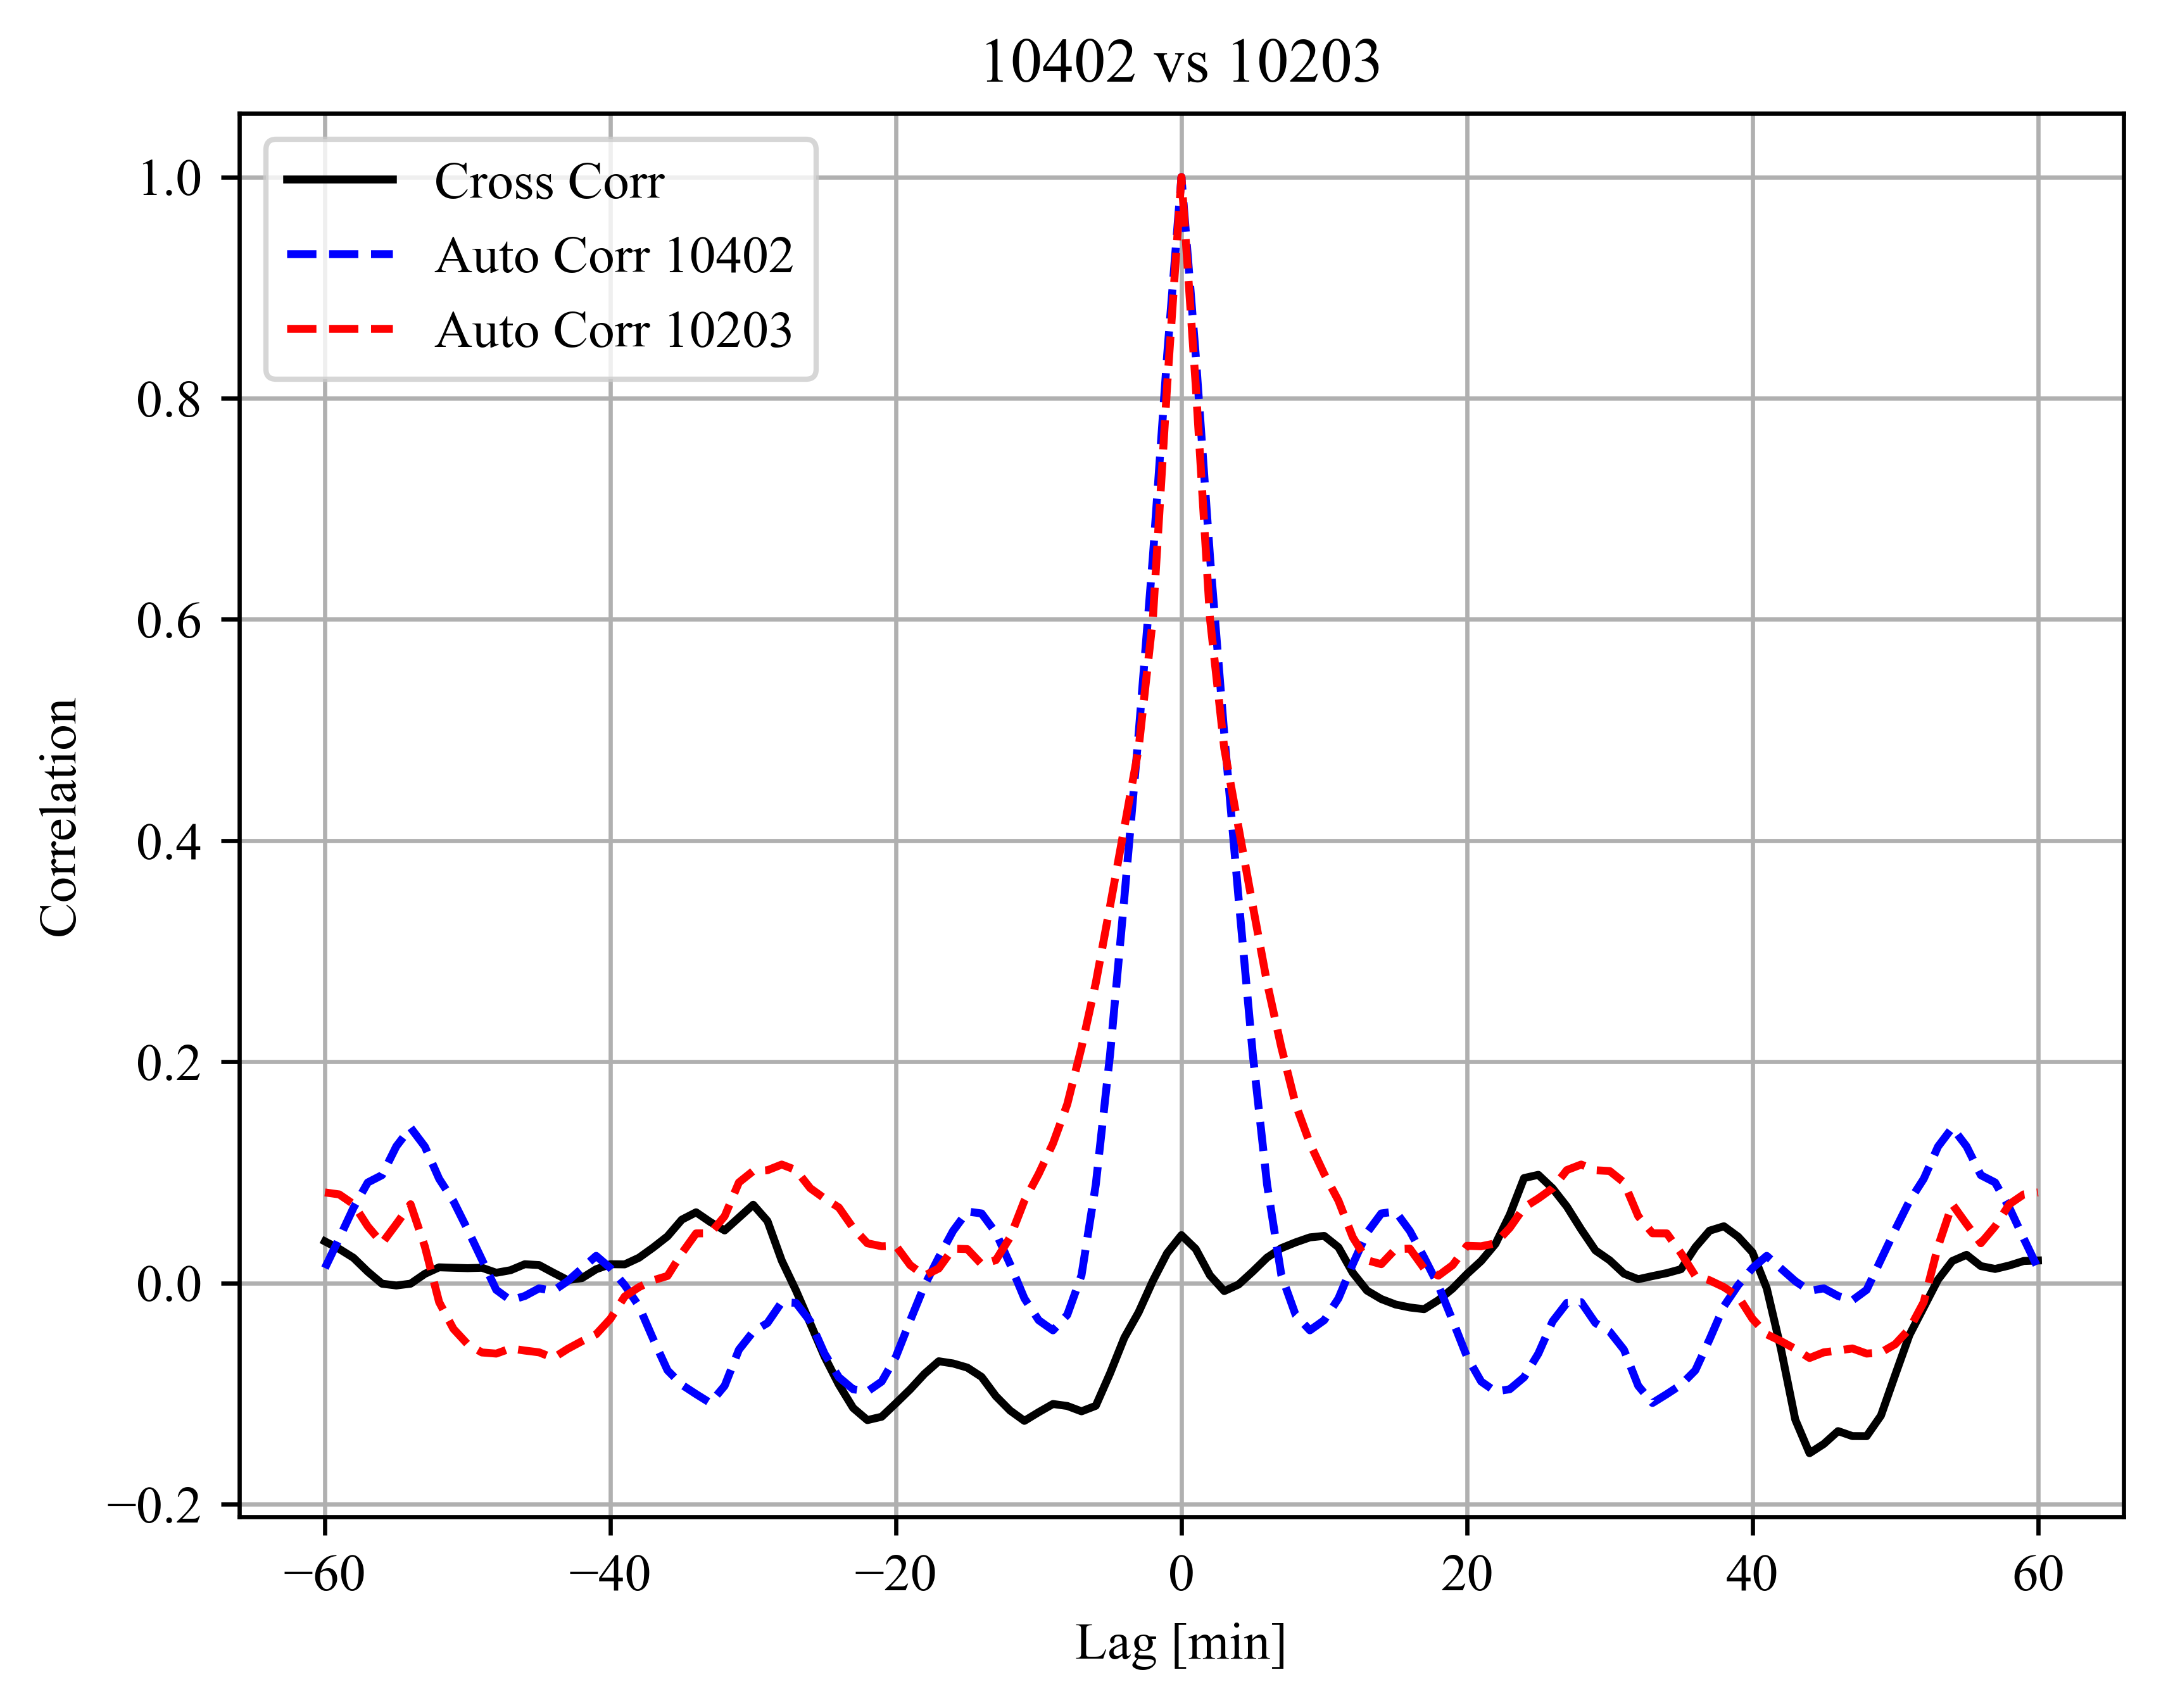 10402 vs 10203
Cross Corr
Auto Corr 10402
Auto Corr 10203
1.0
0.8
0.6
0.4
0.2
0.0
−0.2
Correlation
−60 −40 −20 0 20 40 60
Lag [min]